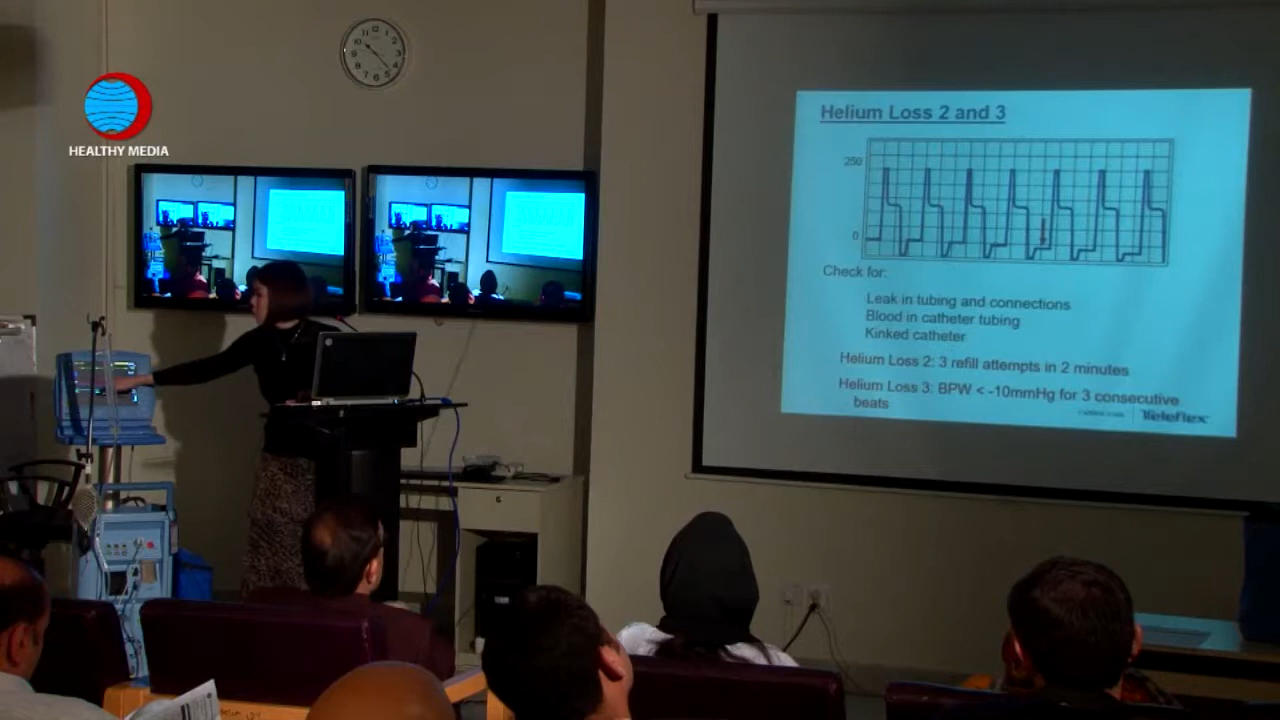 HEALTHY MEDIA
Helium Loss 2 and 3
250
0
Check for:
Leak in tubing and connections
Blood in catheter tubing
Kinked catheter
Helium Loss 2: 3 refill attempts in 2 minutes
Helium Loss 3: BPW < -10mmHg for 3 consecutive
beats
Teleflex